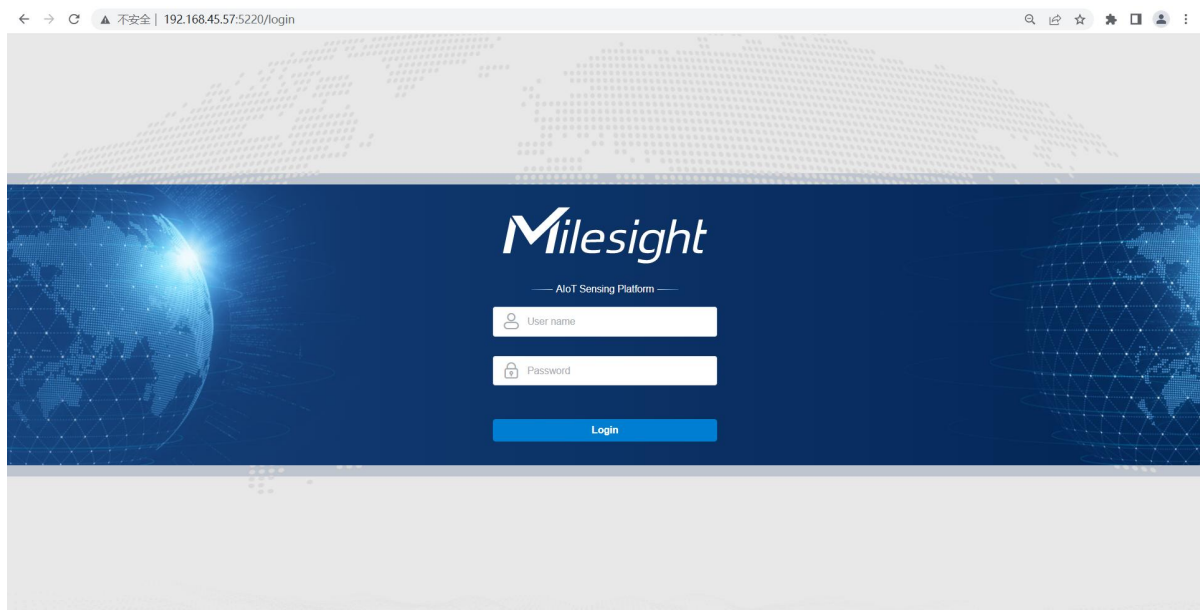 不安全 | 192.168.45.57:5220/login
Milesight
AIoT Sensing Platform
User name
Password
Login